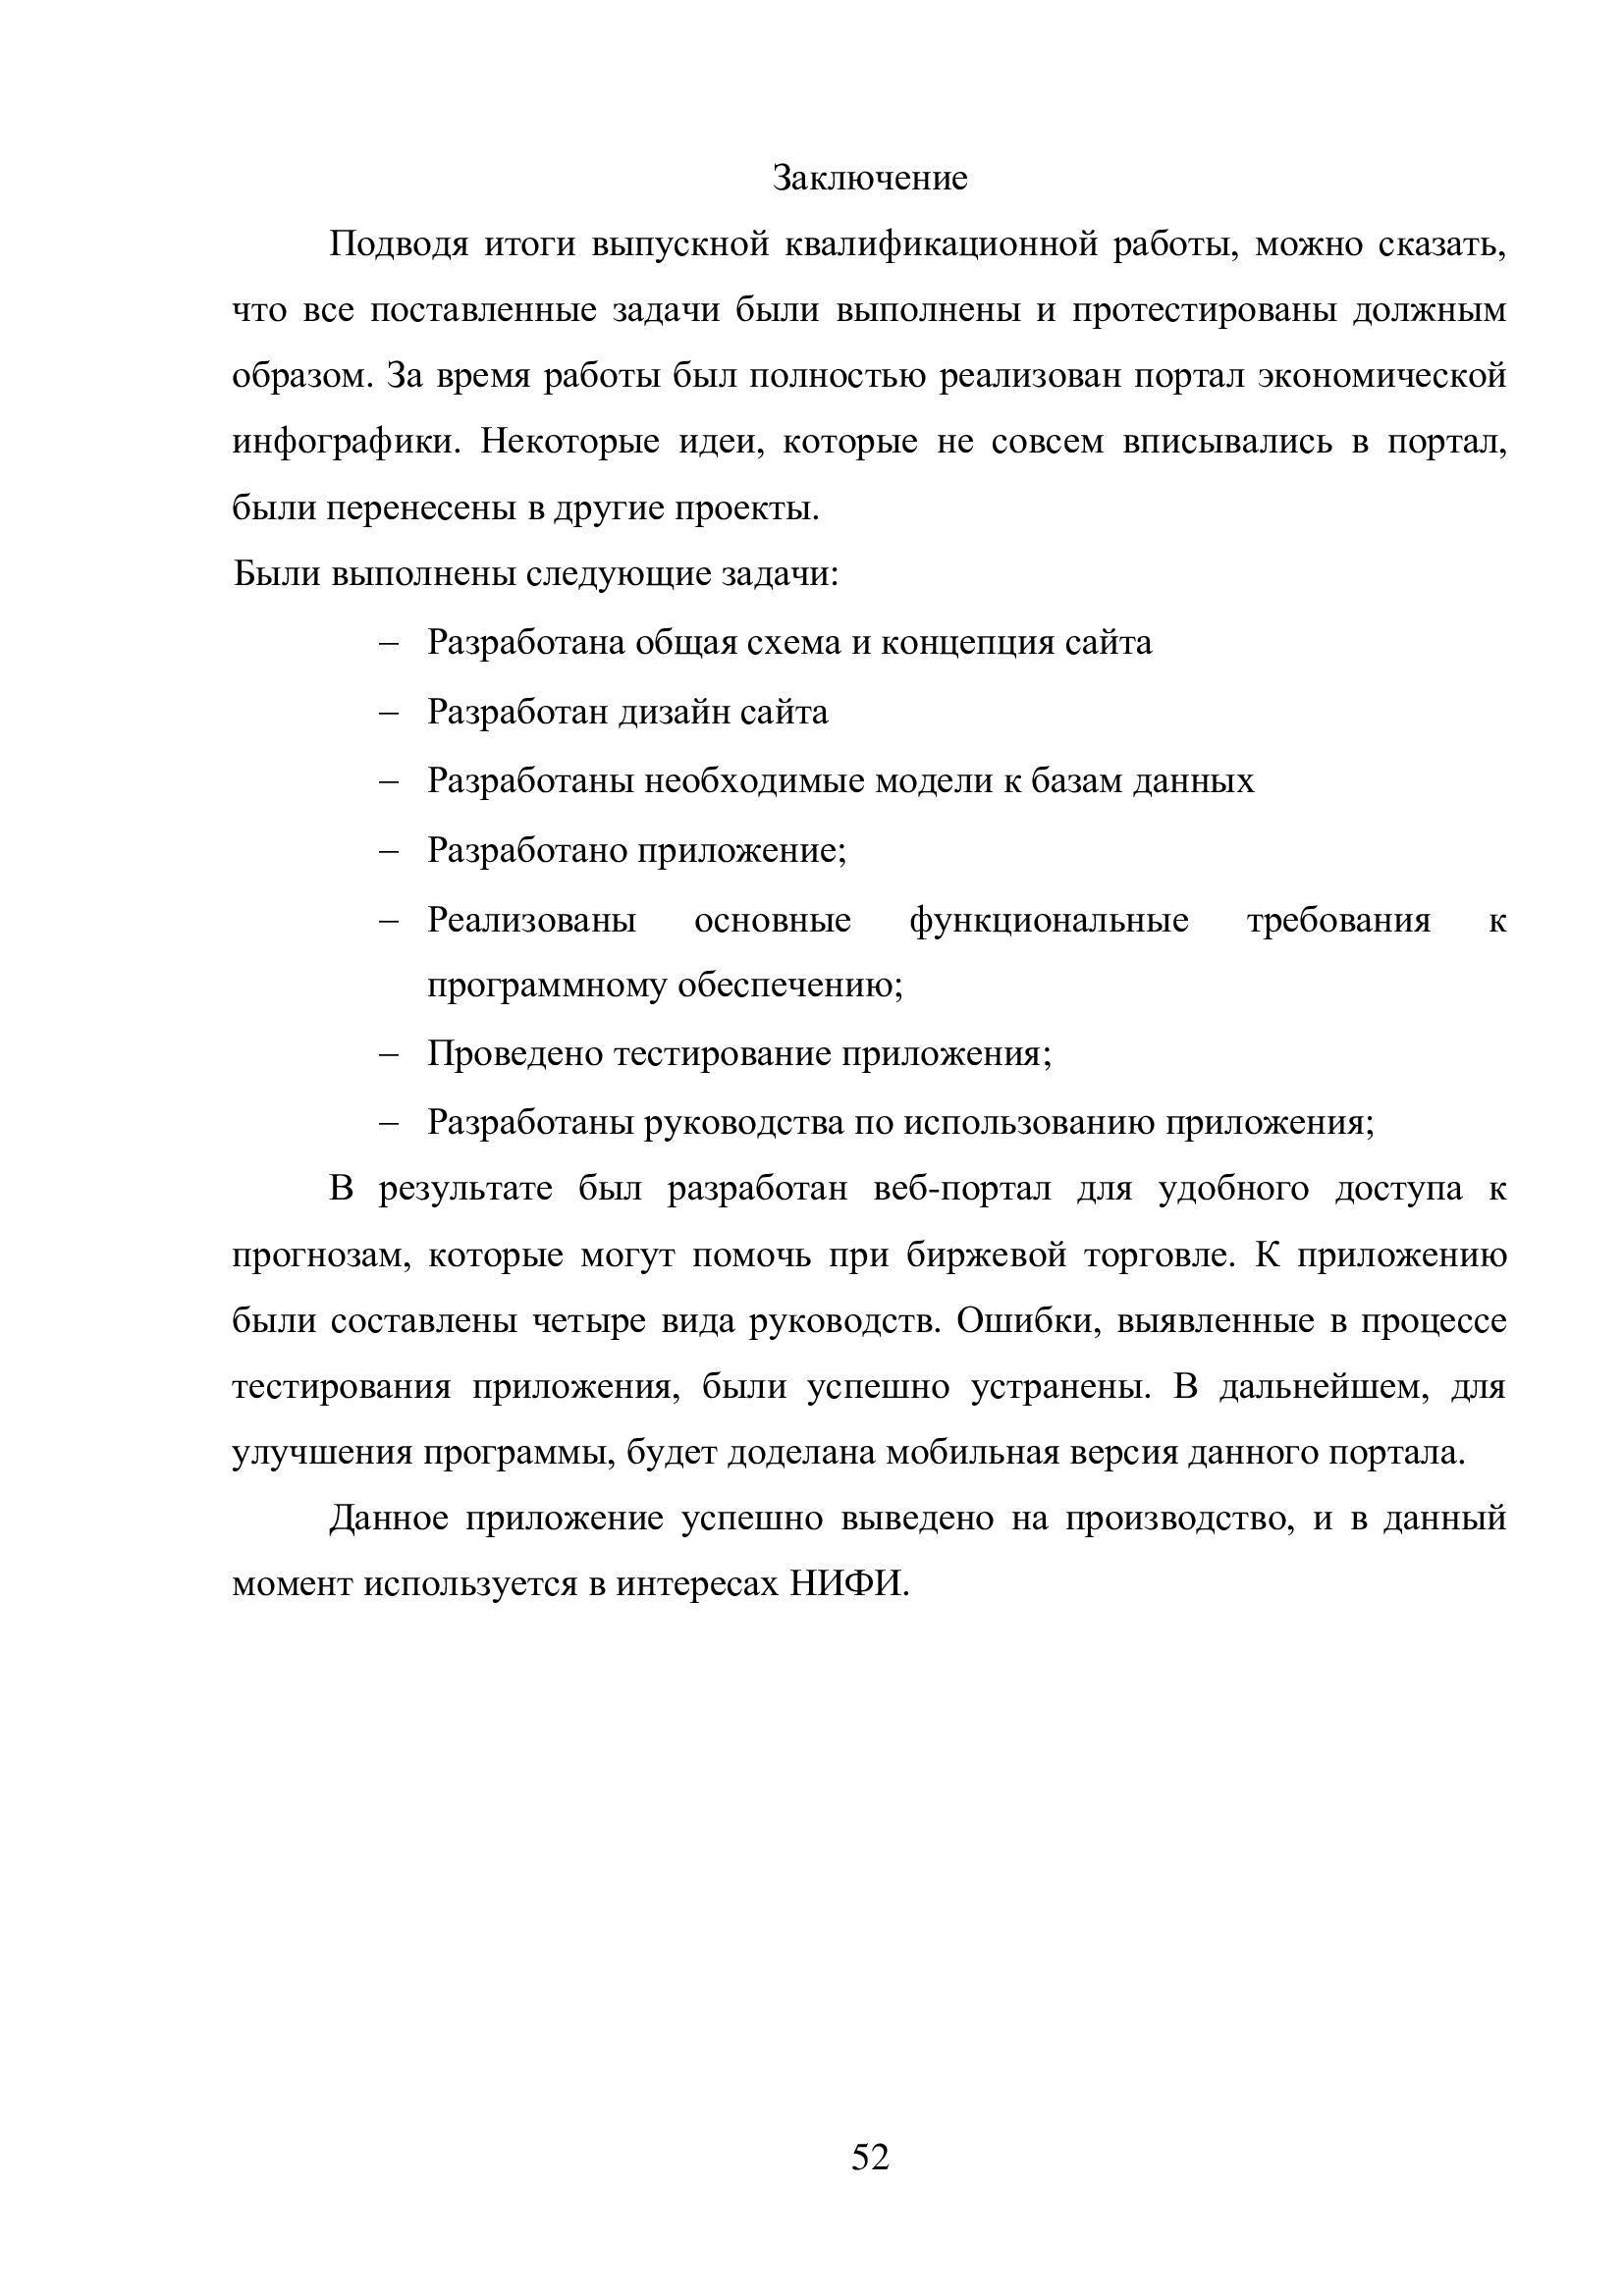 Заключение
Подводя итоги выпускной квалификационной работы, можно сказать,
что все поставленные задачи были выполнены и протестированы должным
образом. За время работы был полностью реализован портал экономической
инфографики. Некоторые идеи, которые не совсем вписывались в портал,
были перенесены в другие проекты.
Были выполнены следующие задачи:
– Разработана общая схема и концепция сайта
– Разработан дизайн сайта
– Разработаны необходимые модели к базам данных
– Разработано приложение;
– Реализованы основные функциональные требования к
программному обеспечению;
– Проведено тестирование приложения;
– Разработаны руководства по использованию приложения;
В результате был разработан веб-портал для удобного доступа к
прогнозам, которые могут помочь при биржевой торговле. К приложению
были составлены четыре вида руководств. Ошибки, выявленные в процессе
тестирования приложения, были успешно устранены. В дальнейшем, для
улучшения программы, будет доделана мобильная версия данного портала.
Данное приложение успешно выведено на производство, и в данный
момент используется в интересах НИФИ.
52